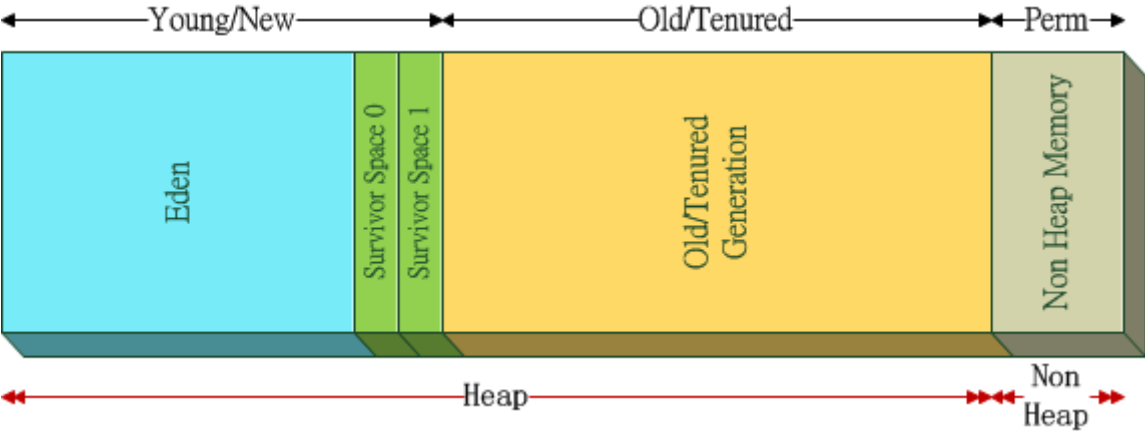 Young/New
Old/Tenured
Perm
Eden
Survivor Space 0
Survivor Space 1
Old/Tenured
Generation
Non Heap Memory
Heap
Non
Heap